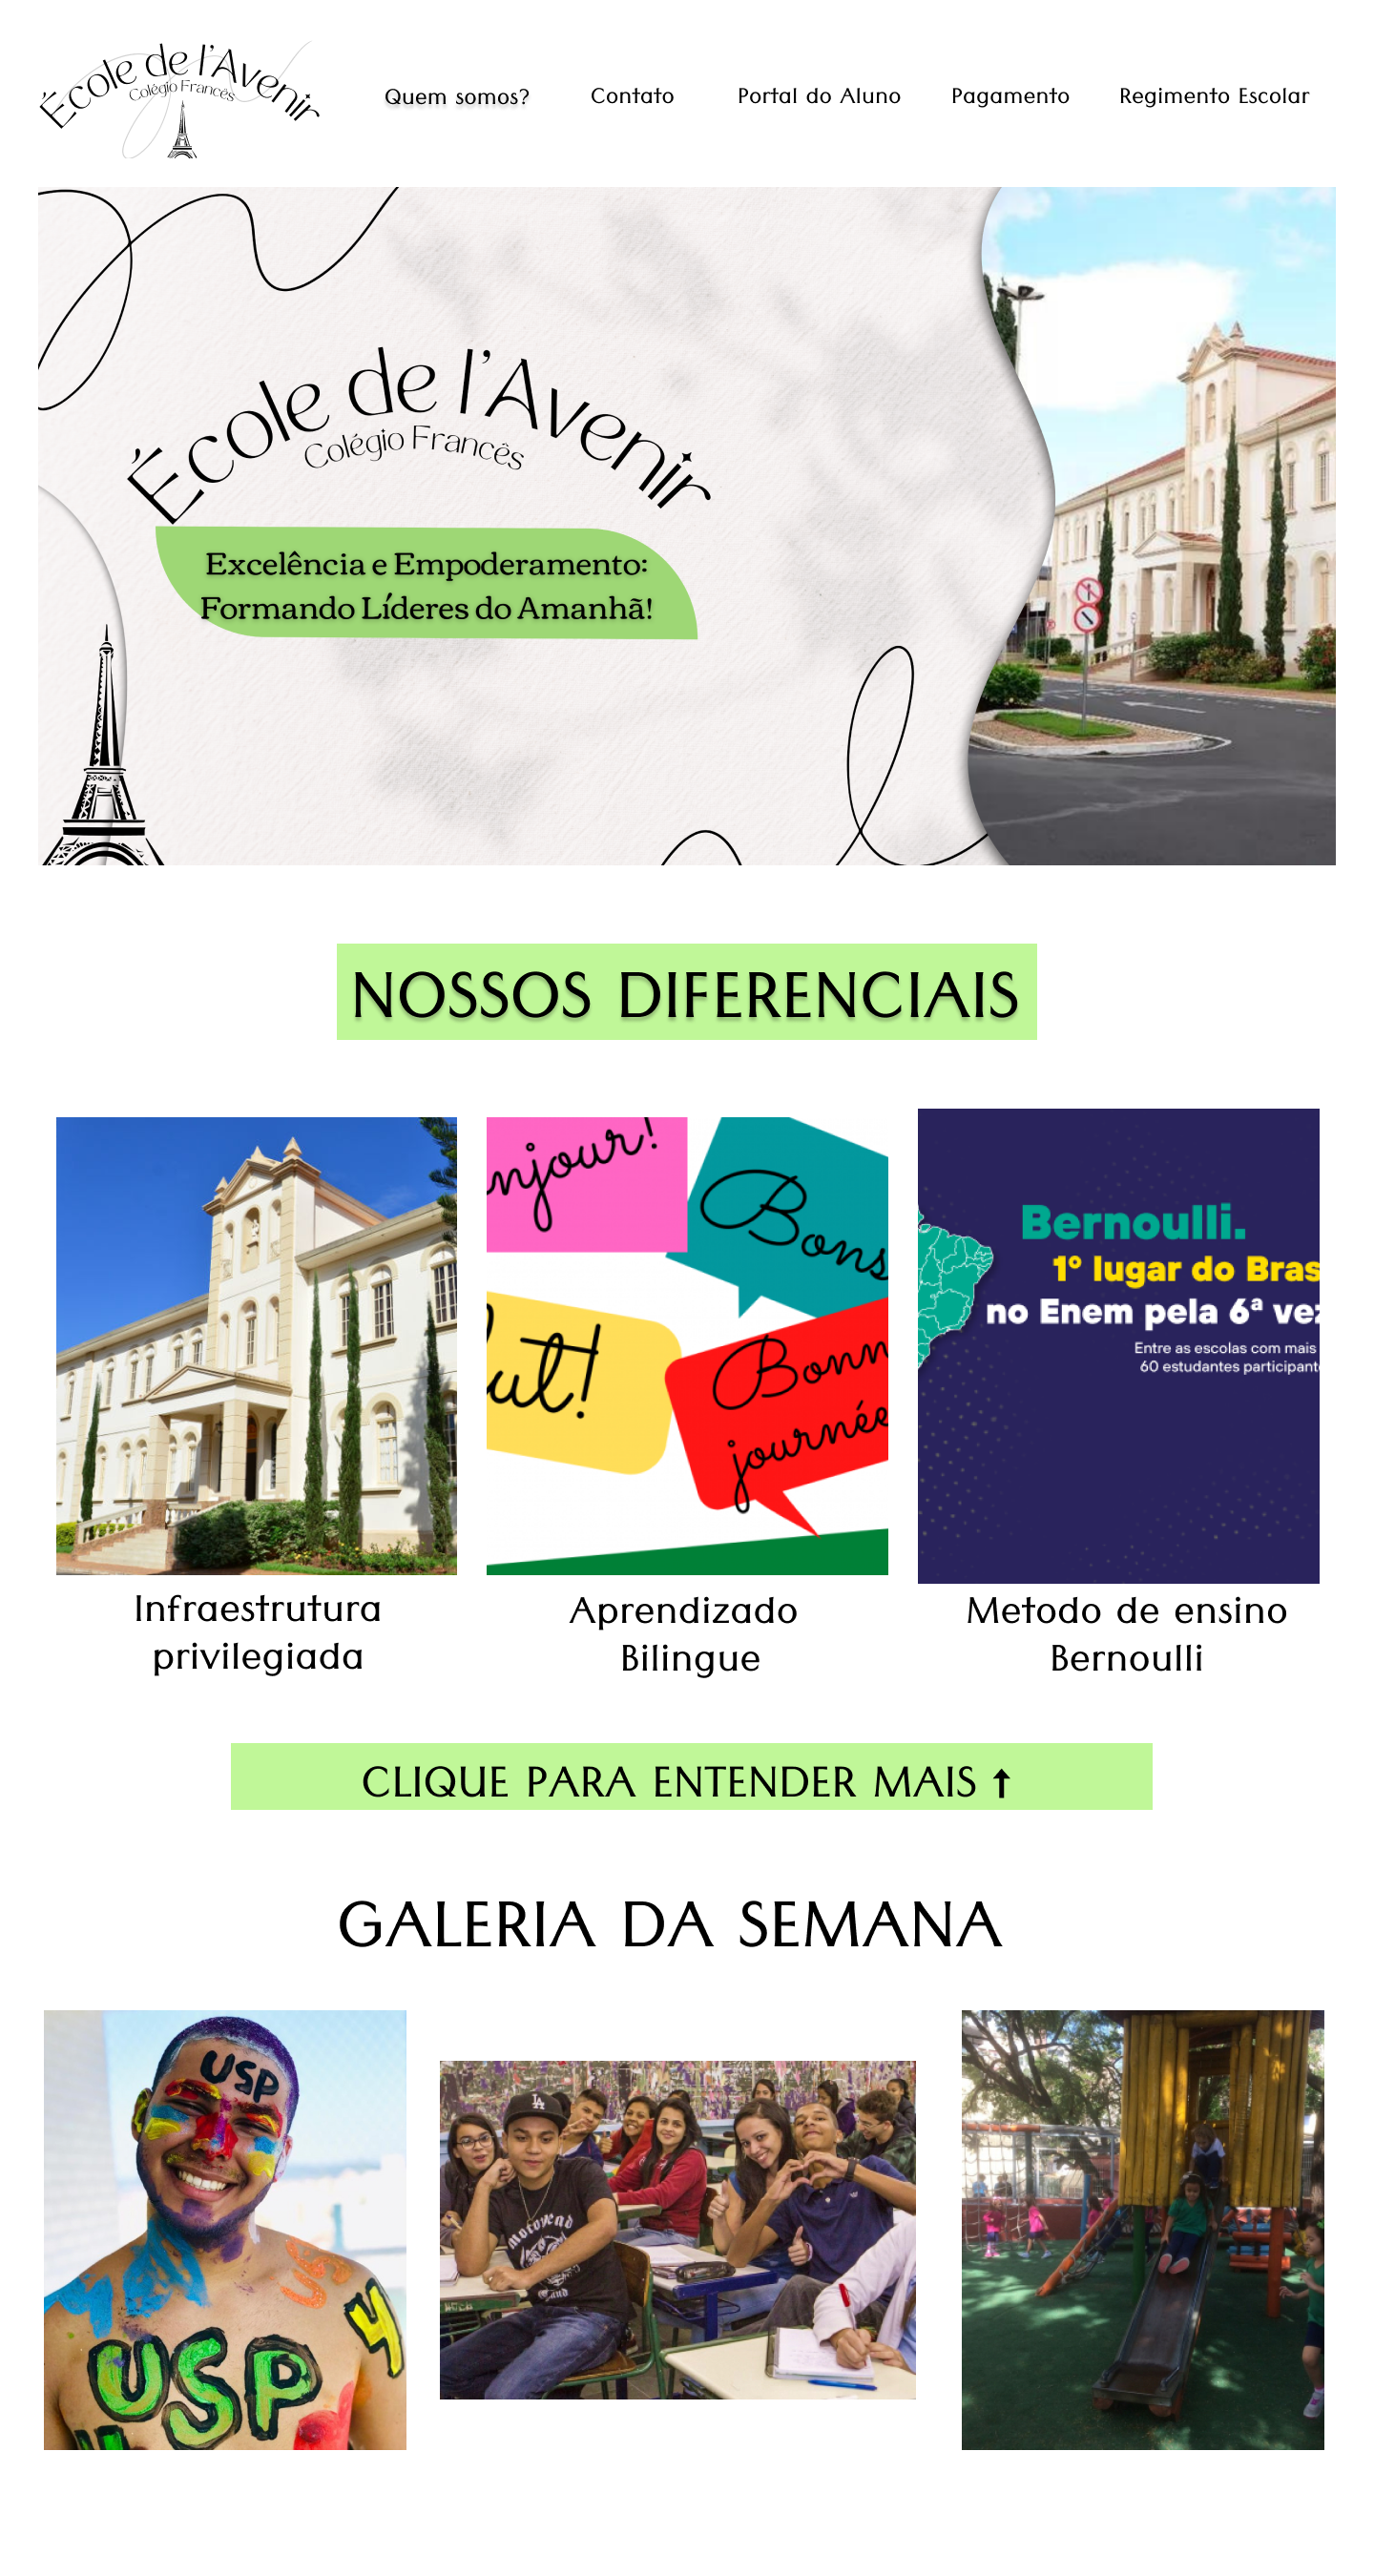 École de l'Avenir
Colégio Francês
Quem somos?
Contato
Portal do Aluno
Pagamento
Regimento Escolar
École de l'Avenir
Colégio Francês
Excelência e Empoderamento:
Formando Líderes do Amanhã!
NOSSOS DIFERENCIAIS
njour!
Bons
ut!
Bonn
journée
Bernoulli.
1º lugar do Bras
no Enem pela 6ª vez
Entre as escolas com mais
60 estudantes participant
Infraestrutura
privilegiada
Aprendizado
Bilingue
Metodo de ensino
Bernoulli
CLIQUE PARA ENTENDER MAIS ⬆
GALERIA DA SEMANA
USP
USP
LA
Motorhead